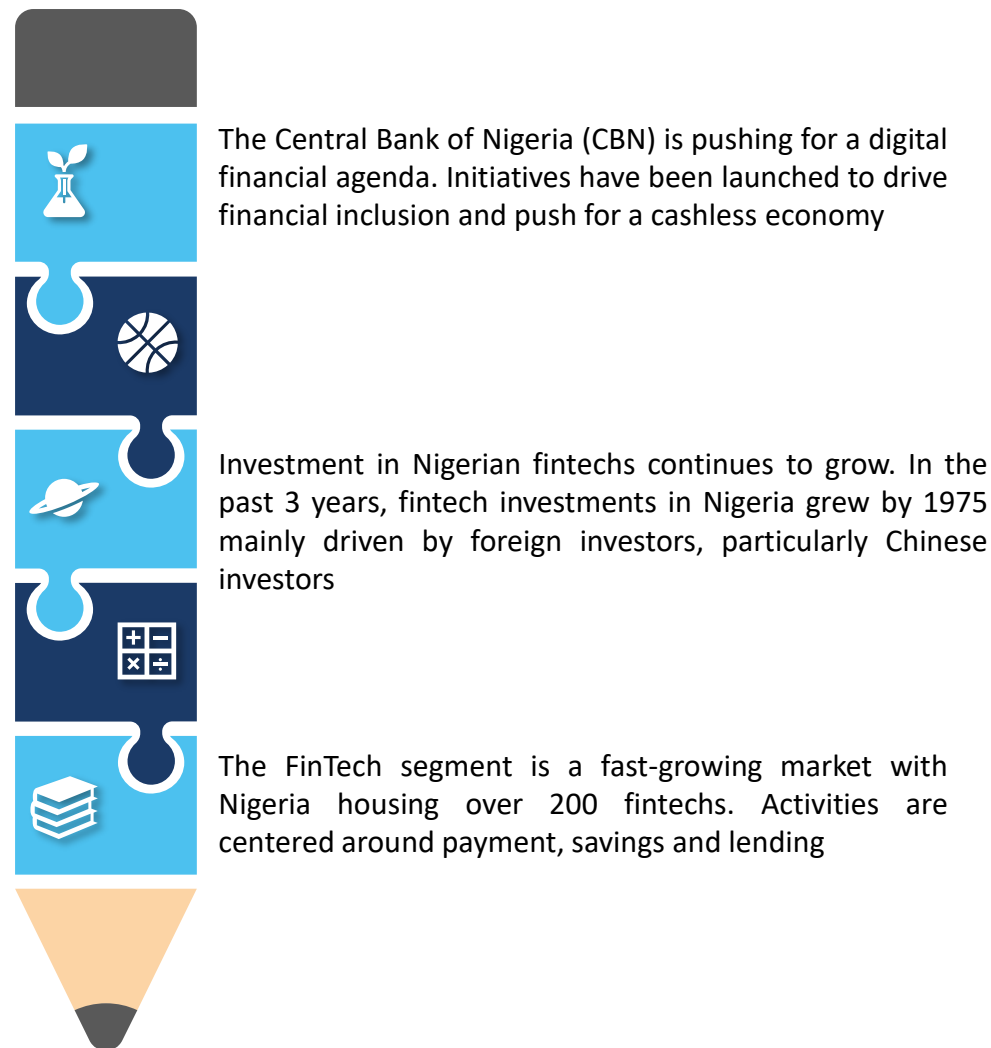 The Central Bank of Nigeria (CBN) is pushing for a digital
financial agenda. Initiatives have been launched to drive
financial inclusion and push for a cashless economy
Investment in Nigerian fintechs continues to grow. In the
past 3 years, fintech investments in Nigeria grew by 1975
mainly driven by foreign investors, particularly Chinese
investors
The FinTech segment is a fast-growing market with
Nigeria housing over 200 fintechs. Activities are
centered around payment, savings and lending